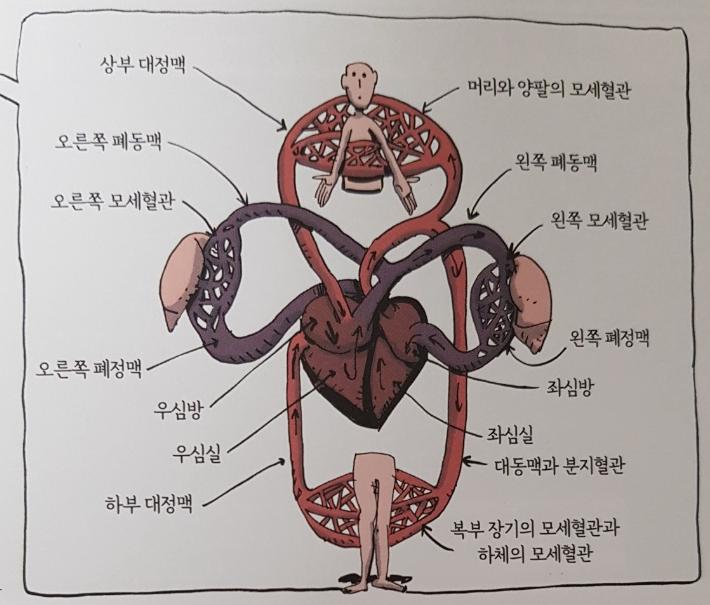 상부 대정맥
머리와 양팔의 모세혈관
오른쪽 폐동맥
왼쪽 폐동맥
오른쪽 모세혈관
왼쪽 모세혈관
왼쪽 폐정맥
오른쪽 폐정맥
좌심방
우심방
좌심실
우심실
대동맥과 분지혈관
하부 대정맥
복부 장기의 모세혈관과
하체의 모세혈관